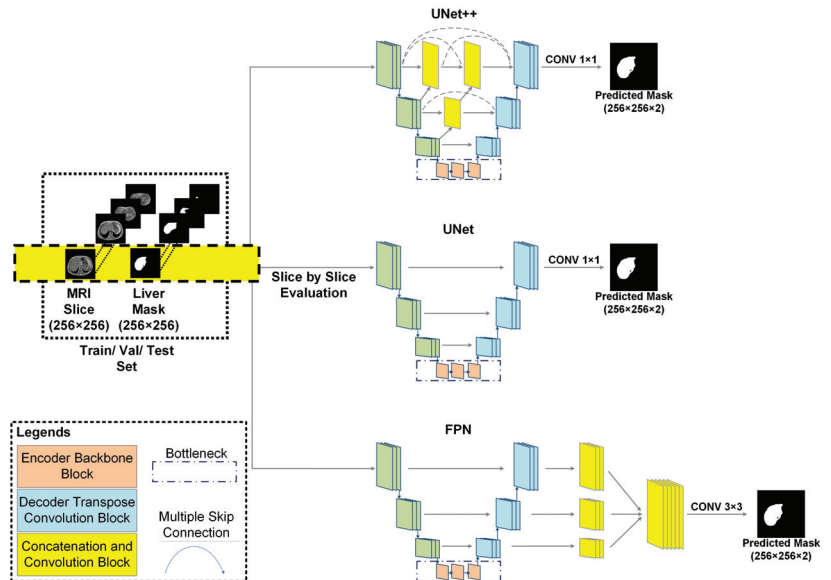 UNet++
CONV 1×1
Predicted Mask
(256×256×2)
MRI
Slice
(256×256)
Liver
Mask
(256×256)
Train/ Val/ Test
Set
Slice by Slice
Evaluation
UNet
CONV 1×1
Predicted Mask
(256×256×2)
FPN
CONV 3×3
Predicted Mask
(256×256×2)
Legends
Encoder Backbone
Block
Bottleneck
Decoder Transpose
Convolution Block
Multiple Skip
Connection
Concatenation and
Convolution Block